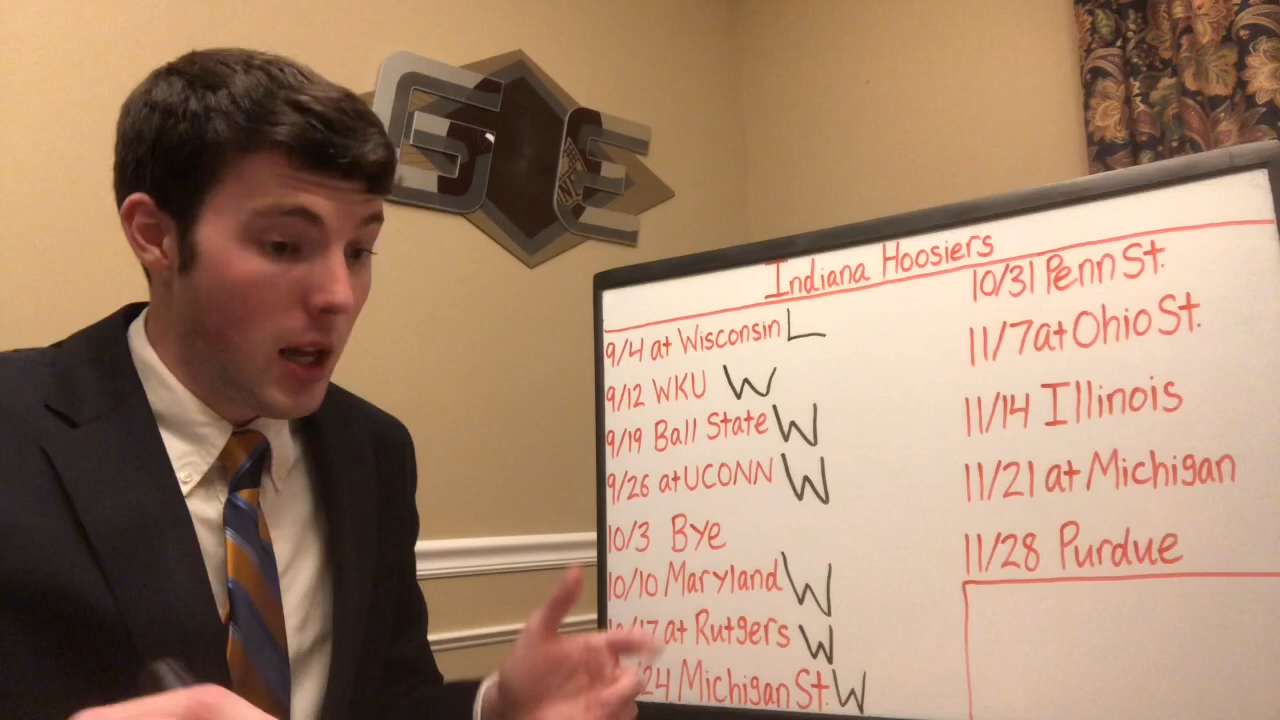 GE
Indiana Hoosiers
9/4 at Wisconsin L
9/12 WKU W
9/19 Ball State W
9/26 at UCONN W
10/3 Bye
10/10 Maryland W
at Rutgers W
Michigan St. W
10/31 Penn St.
11/7 at Ohio St.
11/14 Illinois
11/21 at Michigan
11/28 Purdue